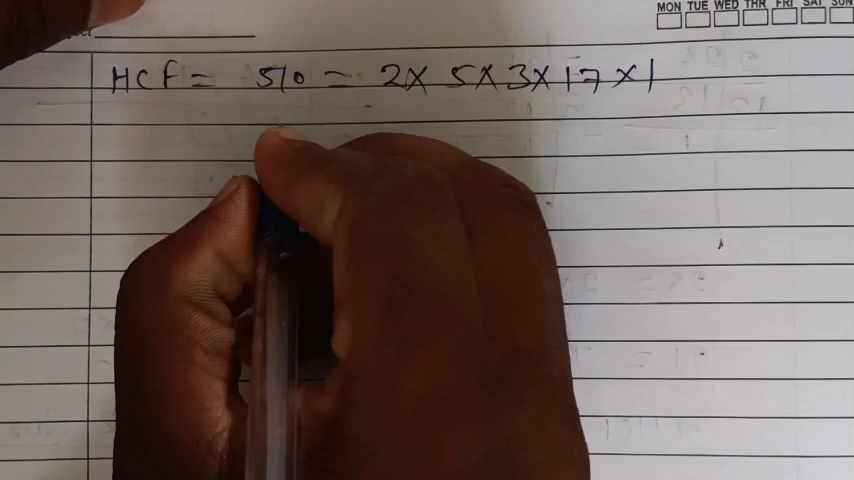 MON TUE WED THR FRI SAT SUN
HCF = 510 = 2 x 5 x 3 x 17 x 1